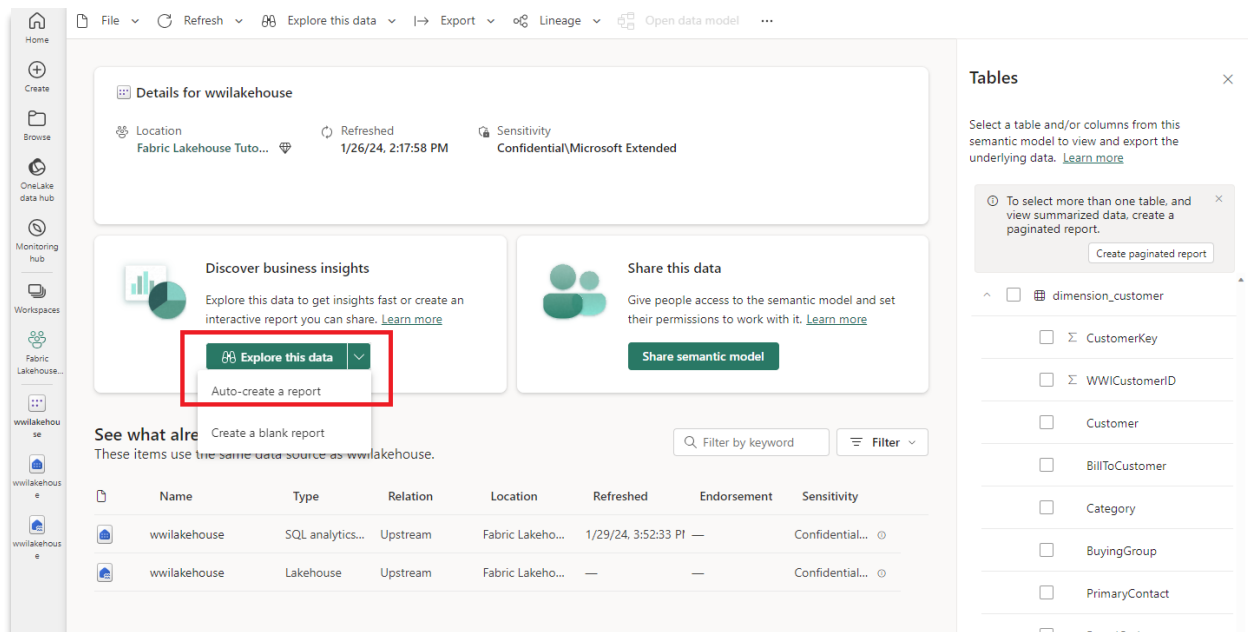 File
Refresh
Explore this data
Export
Lineage
Open data model
...
Home
Create
Browse
OneLake
data hub
Monitoring
hub
Workspaces
Fabric
Lakehouse...
wwilakehou
se
wwilakehous
e
wwilakehous
e
Details for wwilakehouse
Location
Fabric Lakehouse Tuto...
Refreshed
1/26/24, 2:17:58 PM
Sensitivity
Confidential\Microsoft Extended
Discover business insights
Explore this data to get insights fast or create an
interactive report you can share. Learn more
Explore this data
Auto-create a report
Create a blank report
Share this data
Give people access to the semantic model and set
their permissions to work with it. Learn more
Share semantic model
See what alre
These items use the same data source as wwilakehouse.
Filter by keyword
Filter
Name Type Relation Location Refreshed Endorsement Sensitivity
wwilakehouse SQL analytics... Upstream Fabric Lakeho... 1/29/24, 3:52:33 PM — Confidential...
wwilakehouse Lakehouse Upstream Fabric Lakeho... — — Confidential...
Tables
Select a table and/or columns from this
semantic model to view and export the
underlying data. Learn more
To select more than one table, and
view summarized data, create a
paginated report.
Create paginated report
dimension_customer
Σ CustomerKey
Σ WWICustomerID
Customer
BillToCustomer
Category
BuyingGroup
PrimaryContact